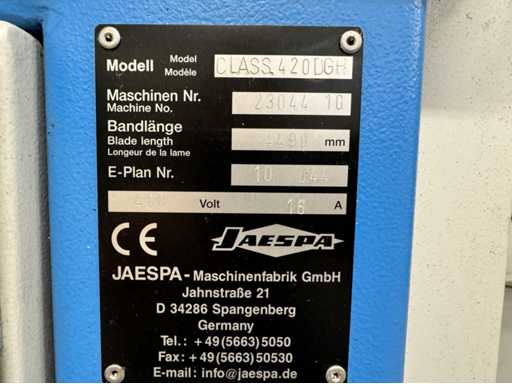 Modell Model Modèle CLASS.420DGH
Maschinen Nr. Machine No. 23044 10
Bandlänge Blade length Longeur de la lame mm
E-Plan Nr. 10
Volt 16 A
CE JAESPA
JAESPA-Maschinenfabrik GmbH
Jahnstraße 21
D 34286 Spangenberg
Germany
Tel.: +49(5663)5050
Fax: +49(5663)50530
E-mail: info@jaespa.de